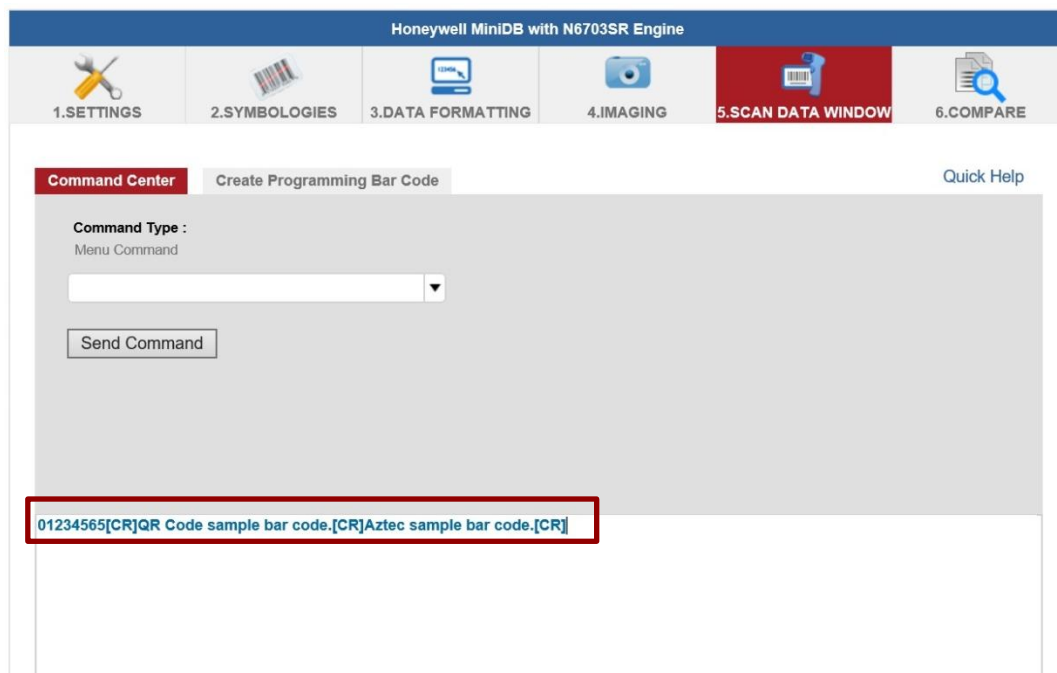 Honeywell MiniDB with N6703SR Engine
1.SETTINGS 2.SYMBOLOGIES 3.DATA FORMATTING 4.IMAGING 5.SCAN DATA WINDOW 6.COMPARE
Command Center Create Programming Bar Code Quick Help
Command Type :
Menu Command
Send Command
01234565[CR]QR Code sample bar code.[CR]Aztec sample bar code.[CR]